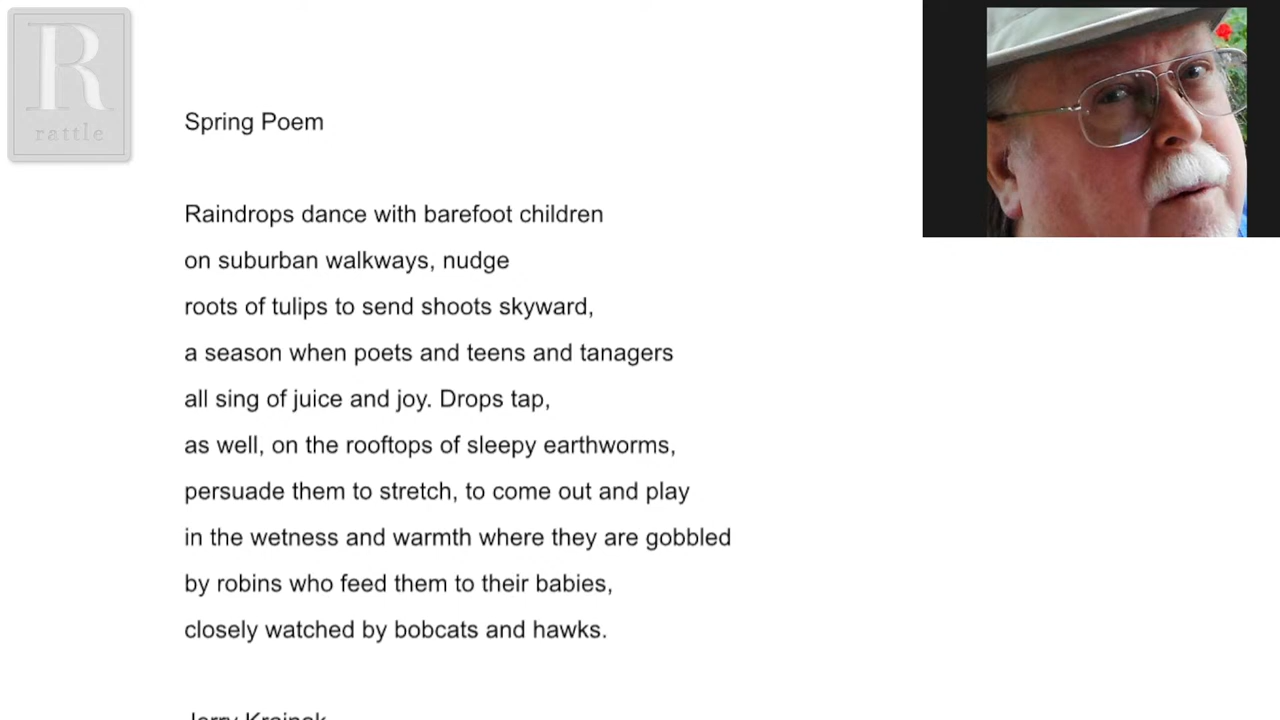 R
rattle
Spring Poem
Raindrops dance with barefoot children
on suburban walkways, nudge
roots of tulips to send shoots skyward,
a season when poets and teens and tanagers
all sing of juice and joy. Drops tap,
as well, on the rooftops of sleepy earthworms,
persuade them to stretch, to come out and play
in the wetness and warmth where they are gobbled
by robins who feed them to their babies,
closely watched by bobcats and hawks.
Jerry